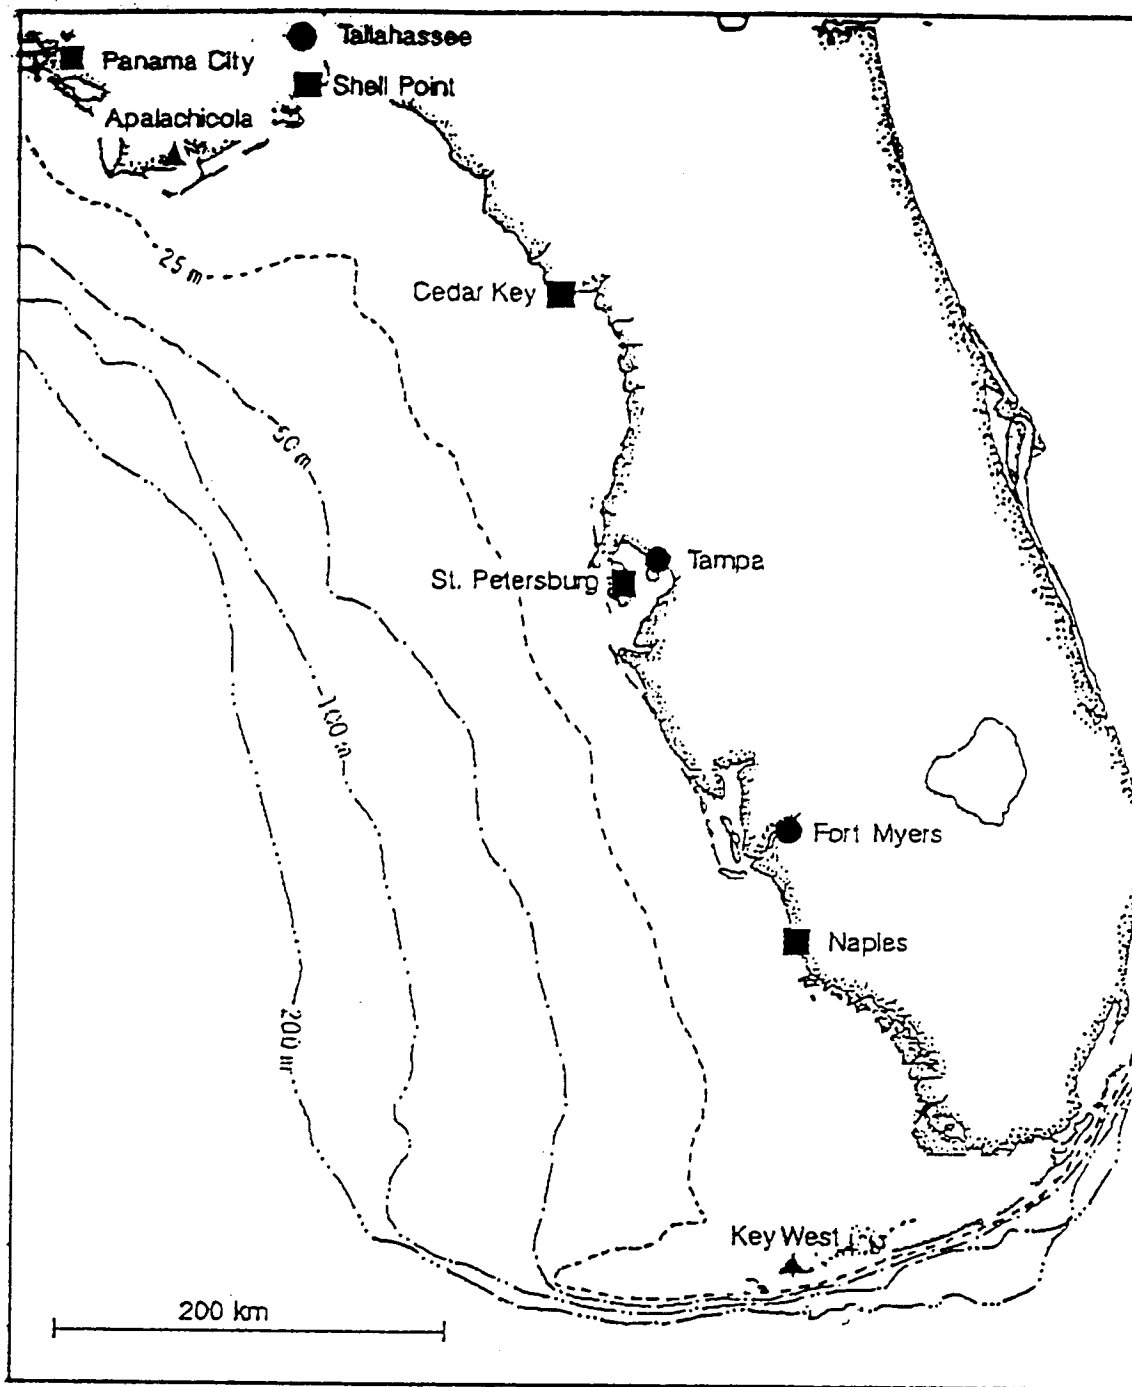 Tallahassee
Panama City
Shell Point
Apalachicola
25 m
Cedar Key
50 m
Tampa
St. Petersburg
100 m
Fort Myers
Naples
200 m
Key West
200 km